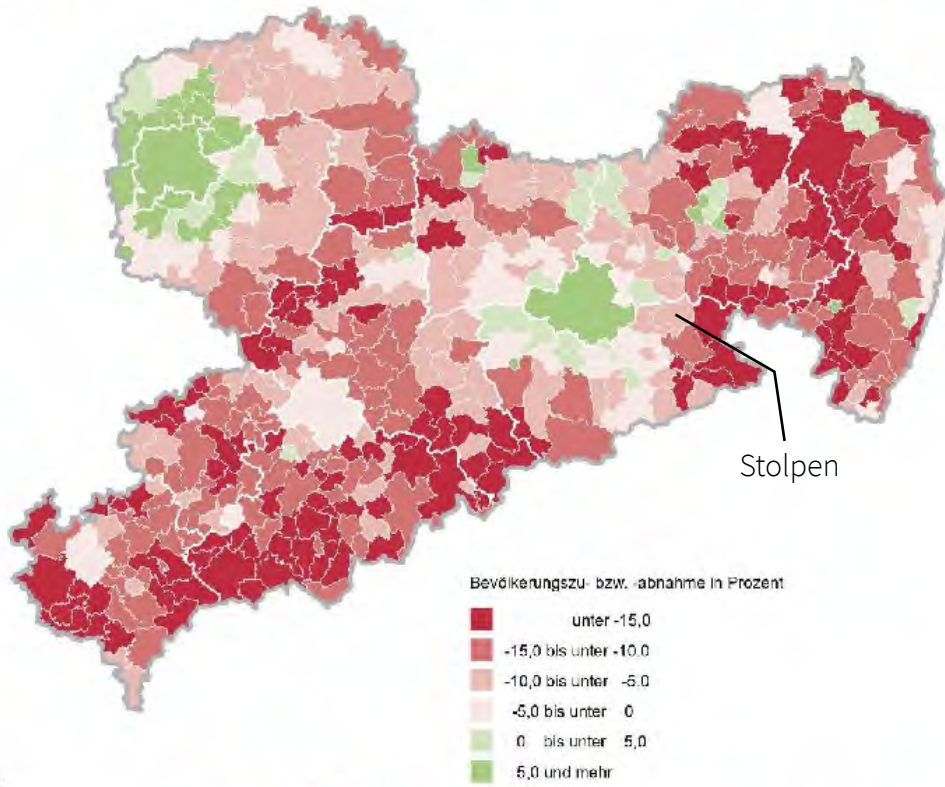 Stolpen
Bevölkerungszu- bzw. -abnahme in Prozent
unter -15,0
-15,0 bis unter -10.0
-10,0 bis unter -5.0
-5,0 bis unter 0
0 bis unter 5,0
5,0 und mehr